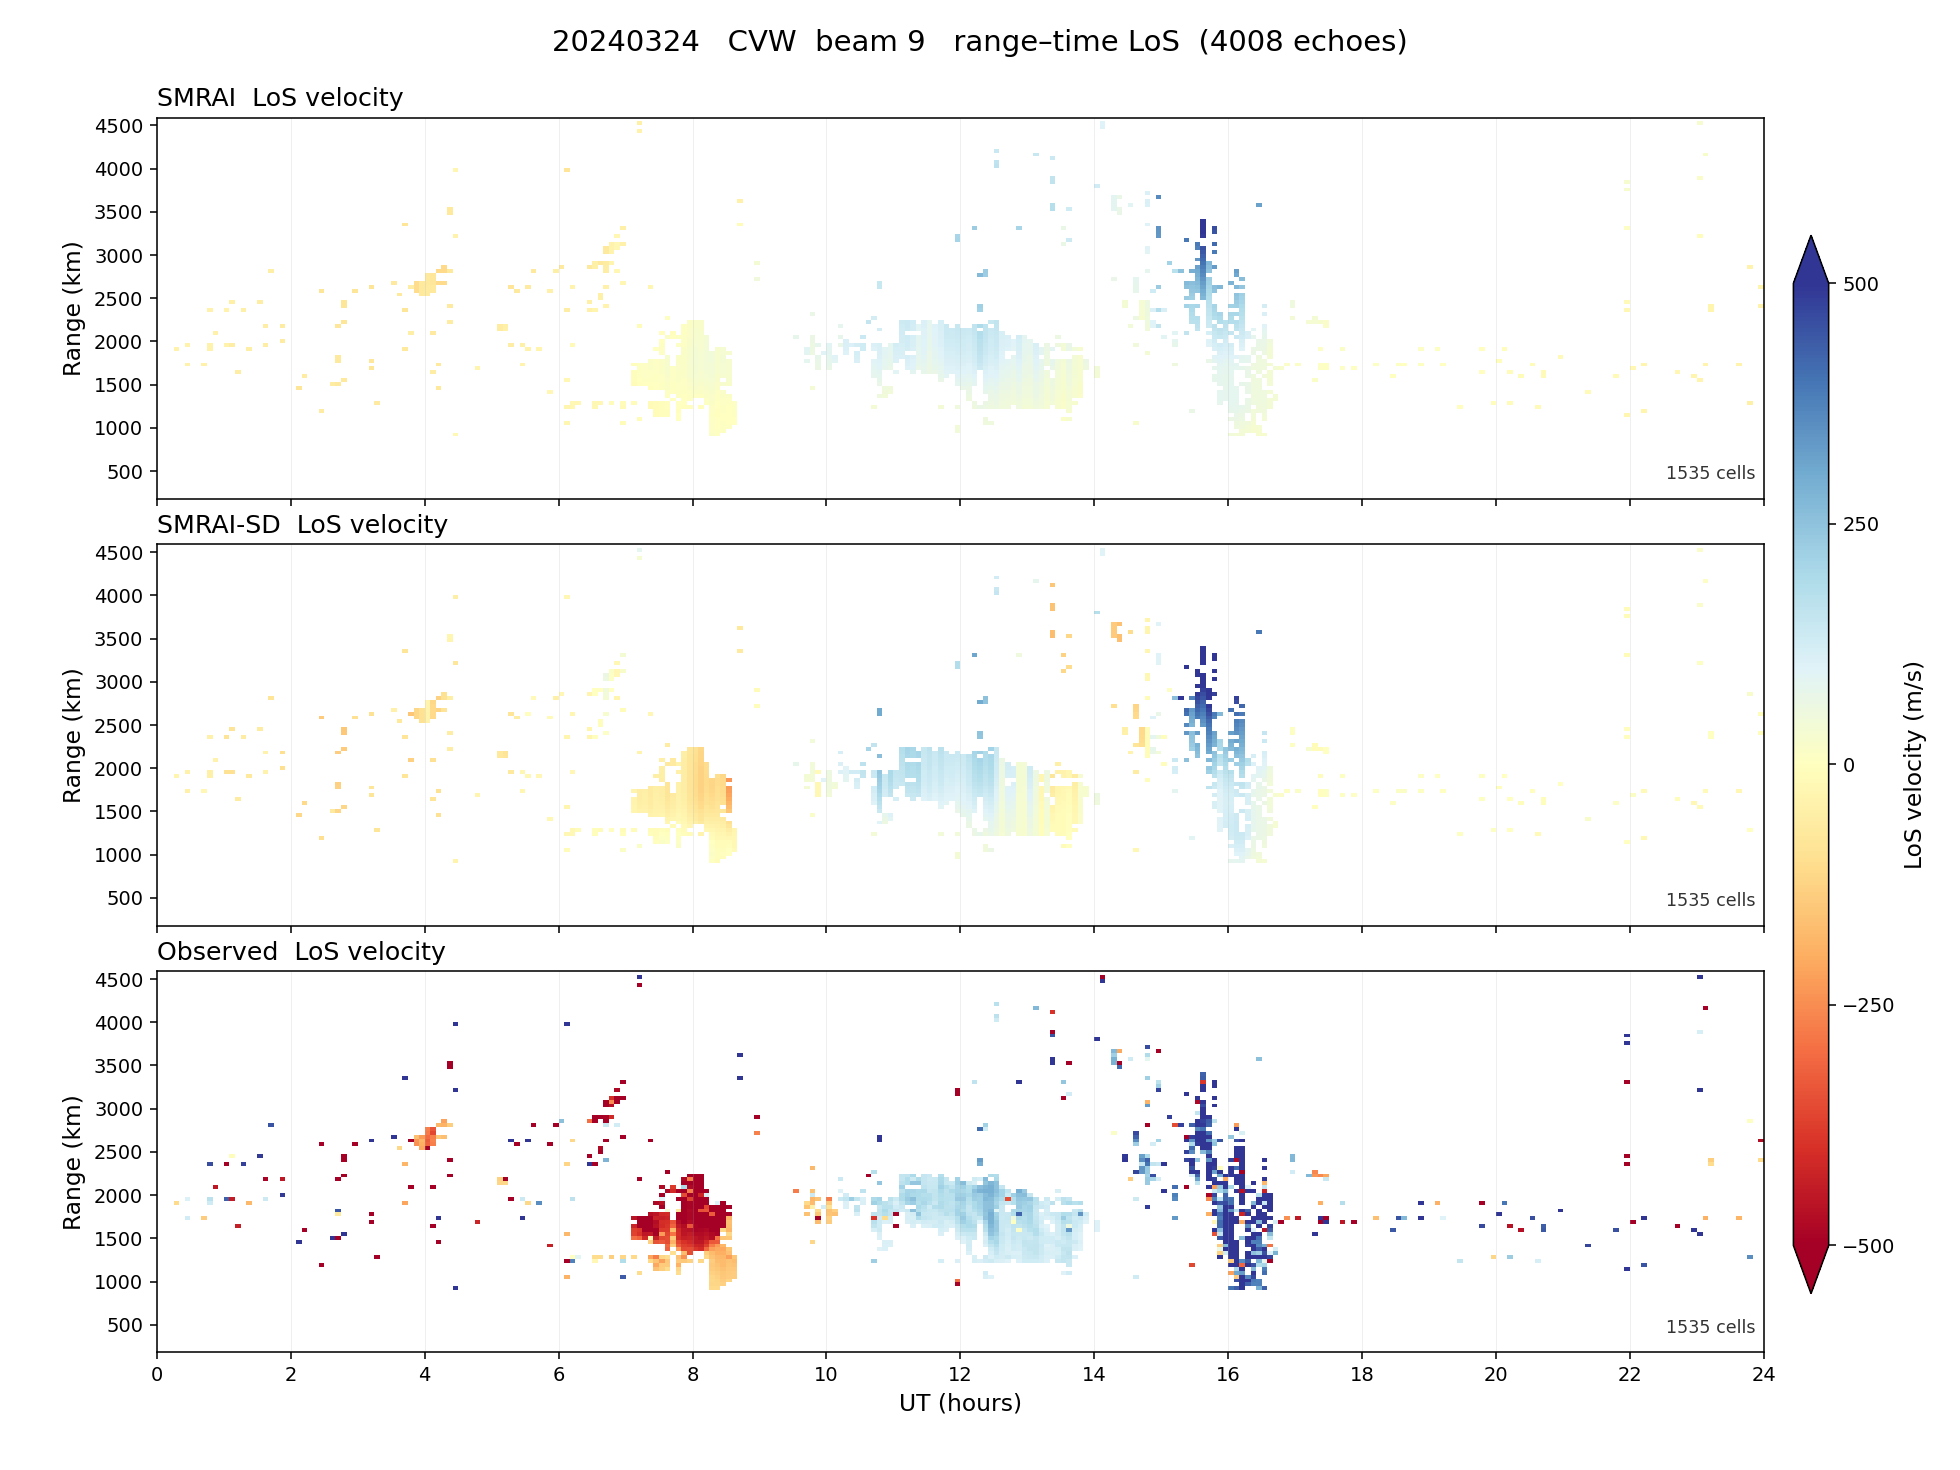 20240324   CVW  beam 9   range–time LoS  (4008 echoes)
SMRAI  LoS velocity
4500
4000
3500
3000
2500
2000
1500
1000
500
Range (km)
1535 cells
SMRAI-SD  LoS velocity
4500
4000
3500
3000
2500
2000
1500
1000
500
Range (km)
1535 cells
Observed  LoS velocity
4500
4000
3500
3000
2500
2000
1500
1000
500
Range (km)
1535 cells
0 2 4 6 8 10 12 14 16 18 20 22 24
UT (hours)
500
250
0
−250
−500
LoS velocity (m/s)